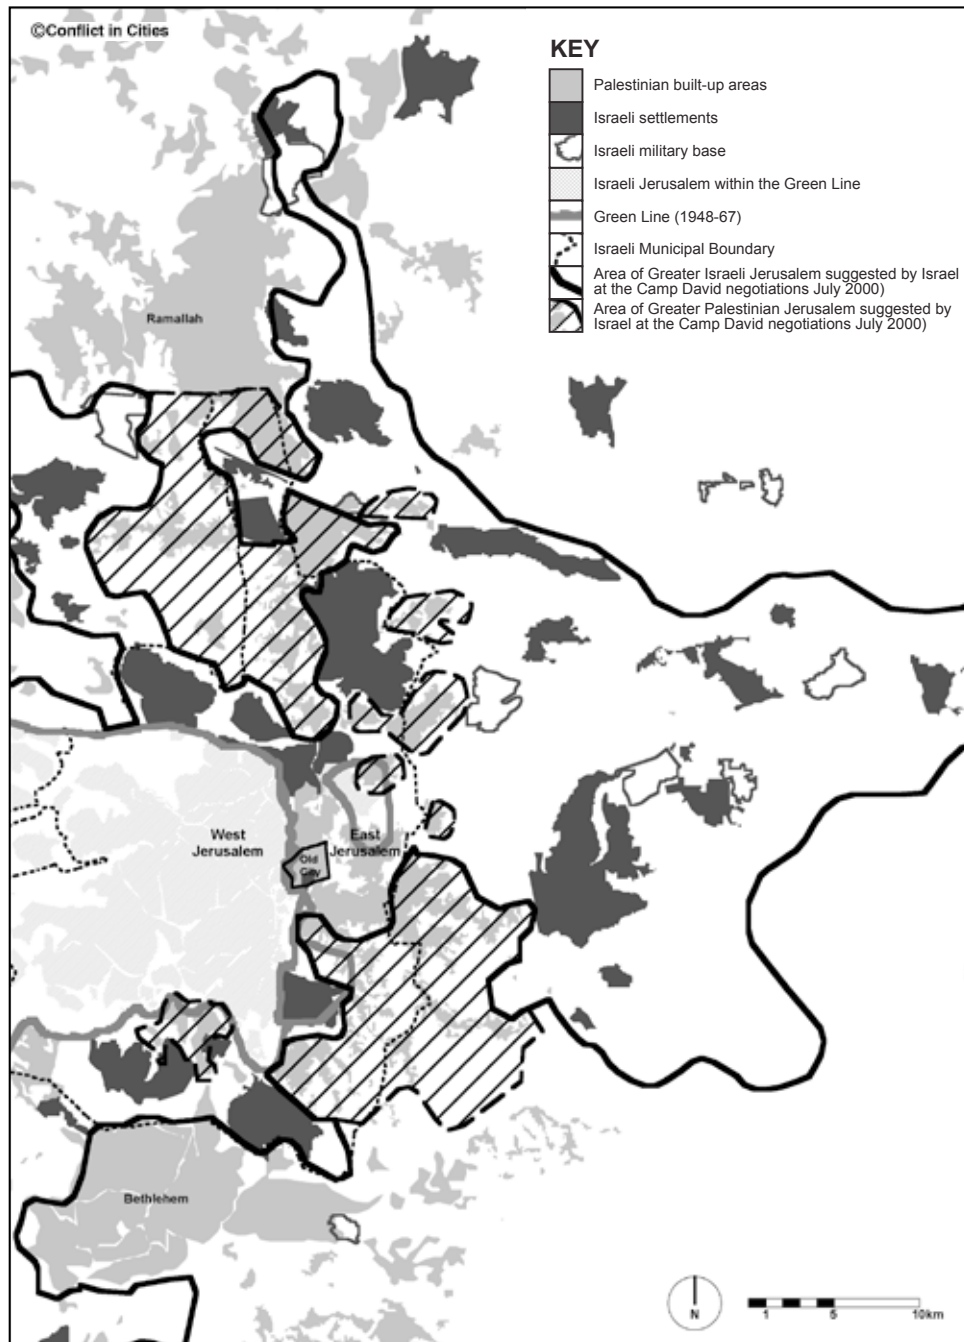 ©Conflict in Cities
KEY
Palestinian built-up areas
Israeli settlements
Israeli military base
Israeli Jerusalem within the Green Line
Green Line (1948-67)
Israeli Municipal Boundary
Area of Greater Israeli Jerusalem suggested by Israel
at the Camp David negotiations July 2000)
Area of Greater Palestinian Jerusalem suggested by
Israel at the Camp David negotiations July 2000)
Ramallah
West
Jerusalem
Old
City
East
Jerusalem
Bethlehem
N
1 5 10km